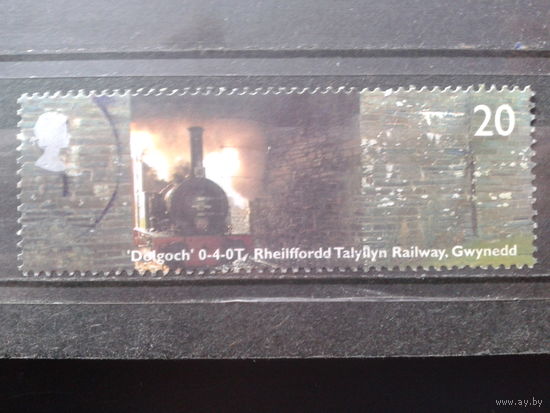 20
'Dolgoch' 0-4-0T, Rheilffordd Talyllyn Railway, Gwynedd
www.ay.by